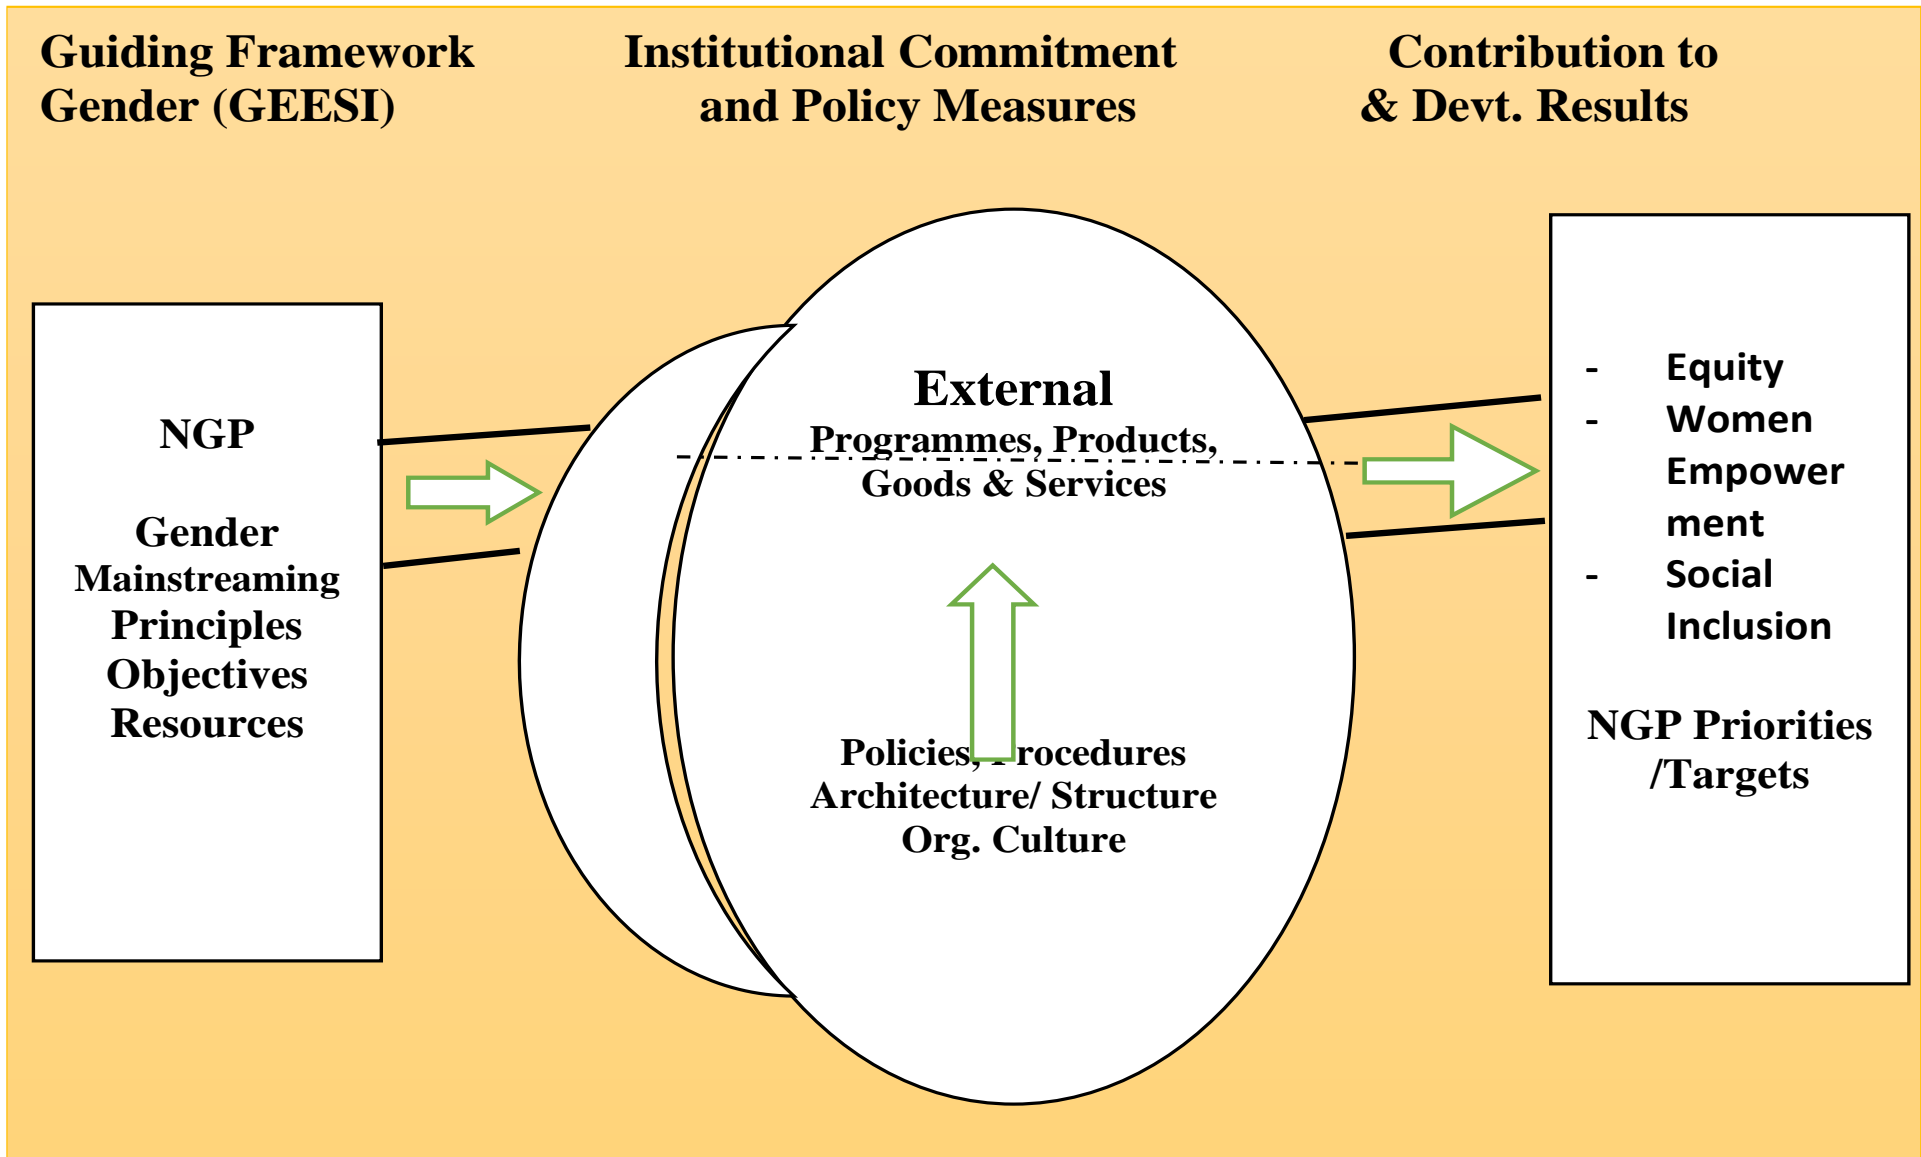 Guiding Framework
Gender (GEESI)
Institutional Commitment
and Policy Measures
Contribution to
& Devt. Results
NGP
Gender
Mainstreaming
Principles
Objectives
Resources
External
Programmes, Products,
Goods & Services
Policies, Procedures
Architecture/ Structure
Org. Culture
- Equity
- Women
Empower
ment
- Social
Inclusion
NGP Priorities
/Targets